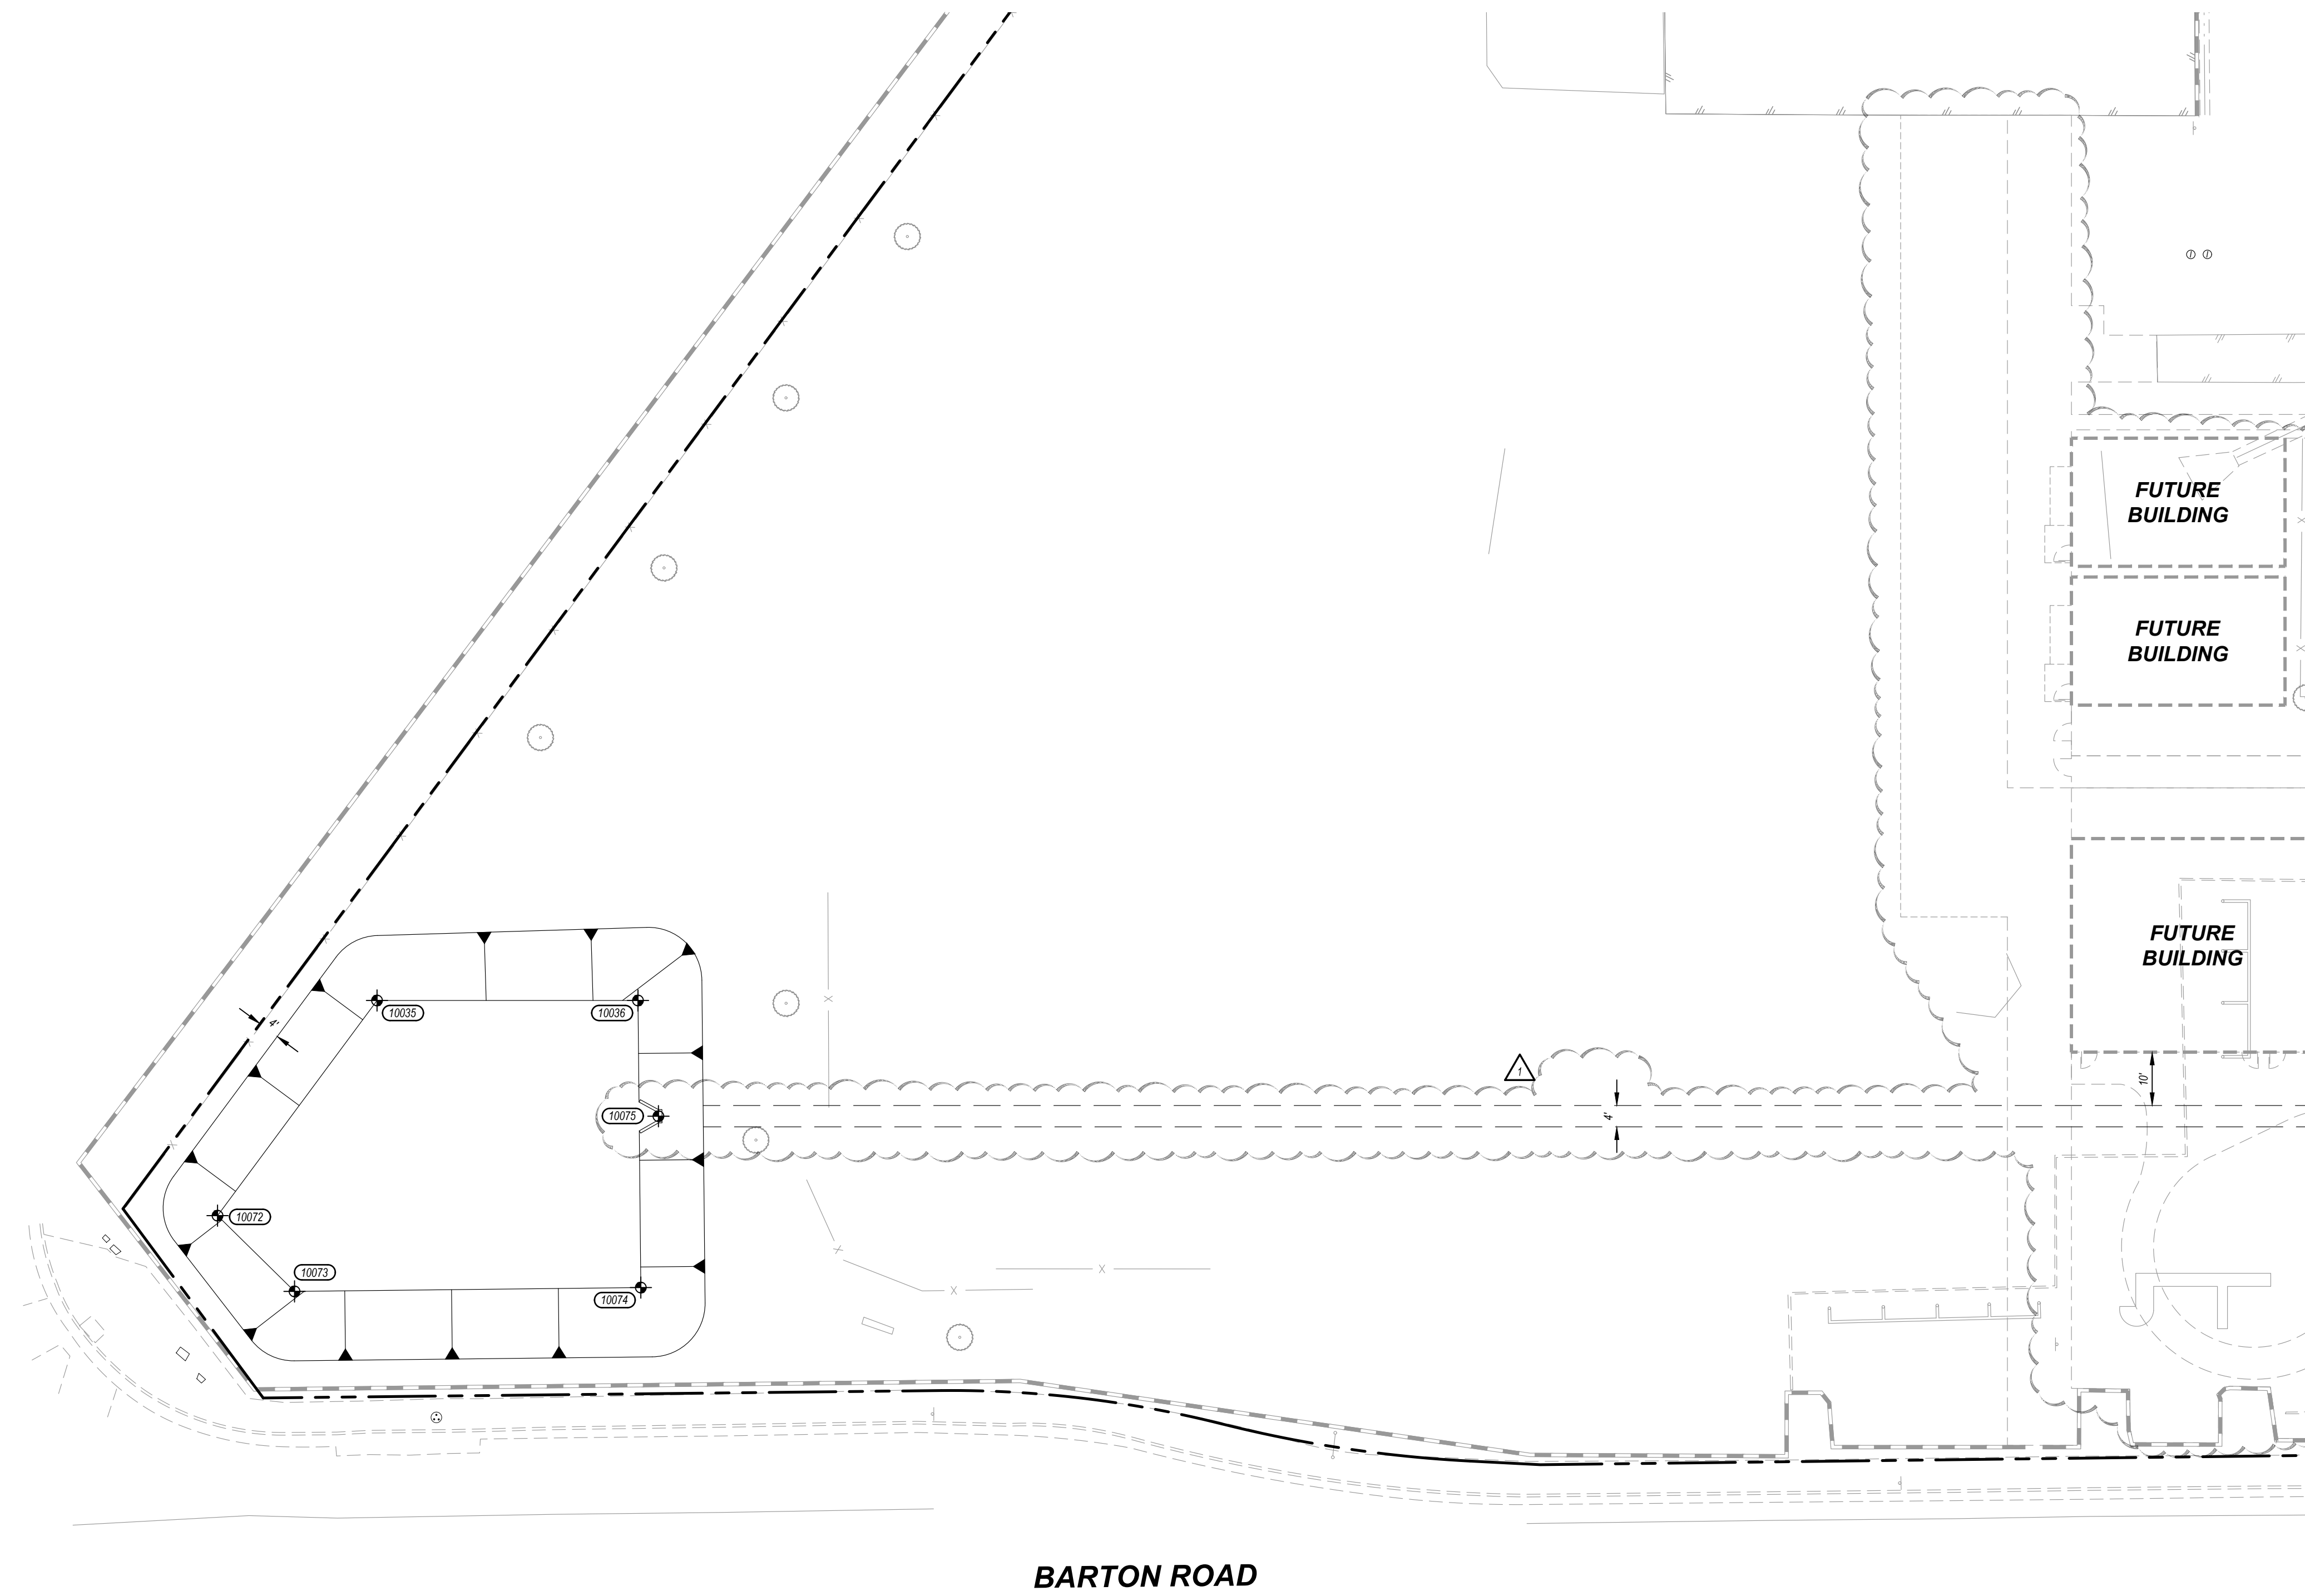 FUTURE
BUILDING
FUTURE
BUILDING
FUTURE
BUILDING
10035
10036
4'
1
10'
10075
4'
10072
10073
10074
BARTON ROAD